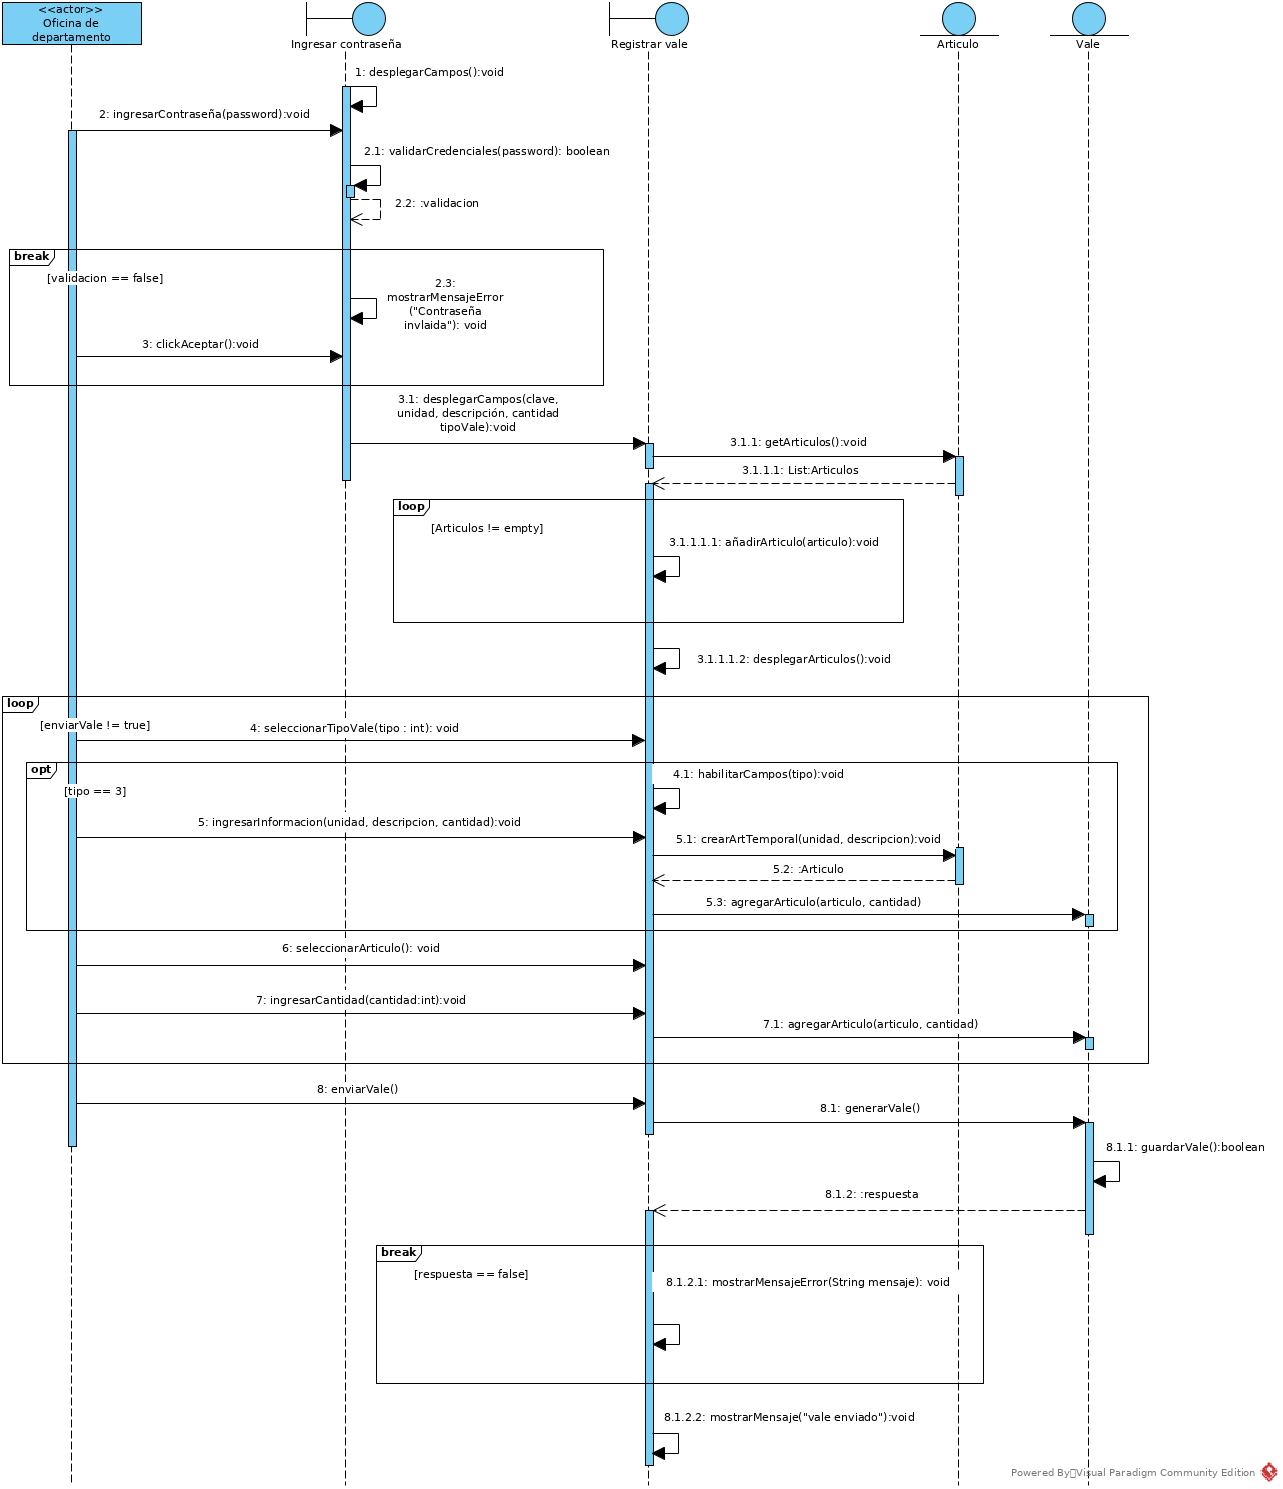 <<actor>>
Oficina de
departamento
Ingresar contraseña
Registrar vale
Articulo
Vale
1: desplegarCampos():void
2: ingresarContraseña(password):void
2.1: validarCredenciales(password): boolean
2.2: :validacion
break
[validacion == false]
2.3:
mostrarMensajeError
("Contraseña
invlaida"): void
3: clickAceptar():void
3.1: desplegarCampos(clave,
unidad, descripción, cantidad
tipoVale):void
3.1.1: getArticulos():void
3.1.1.1: List:Articulos
loop
[Articulos != empty]
3.1.1.1.1: añadirArticulo(articulo):void
3.1.1.1.2: desplegarArticulos():void
loop
[enviarVale != true]
4: seleccionarTipoVale(tipo : int): void
opt
[tipo == 3]
4.1: habilitarCampos(tipo):void
5: ingresarInformacion(unidad, descripcion, cantidad):void
5.1: crearArtTemporal(unidad, descripcion):void
5.2: :Articulo
5.3: agregarArticulo(articulo, cantidad)
6: seleccionarArticulo(): void
7: ingresarCantidad(cantidad:int):void
7.1: agregarArticulo(articulo, cantidad)
8: enviarVale()
8.1: generarVale()
8.1.1: guardarVale():boolean
8.1.2: :respuesta
break
[respuesta == false]
8.1.2.1: mostrarMensajeError(String mensaje): void
8.1.2.2: mostrarMensaje("vale enviado"):void
Powered By Visual Paradigm Community Edition